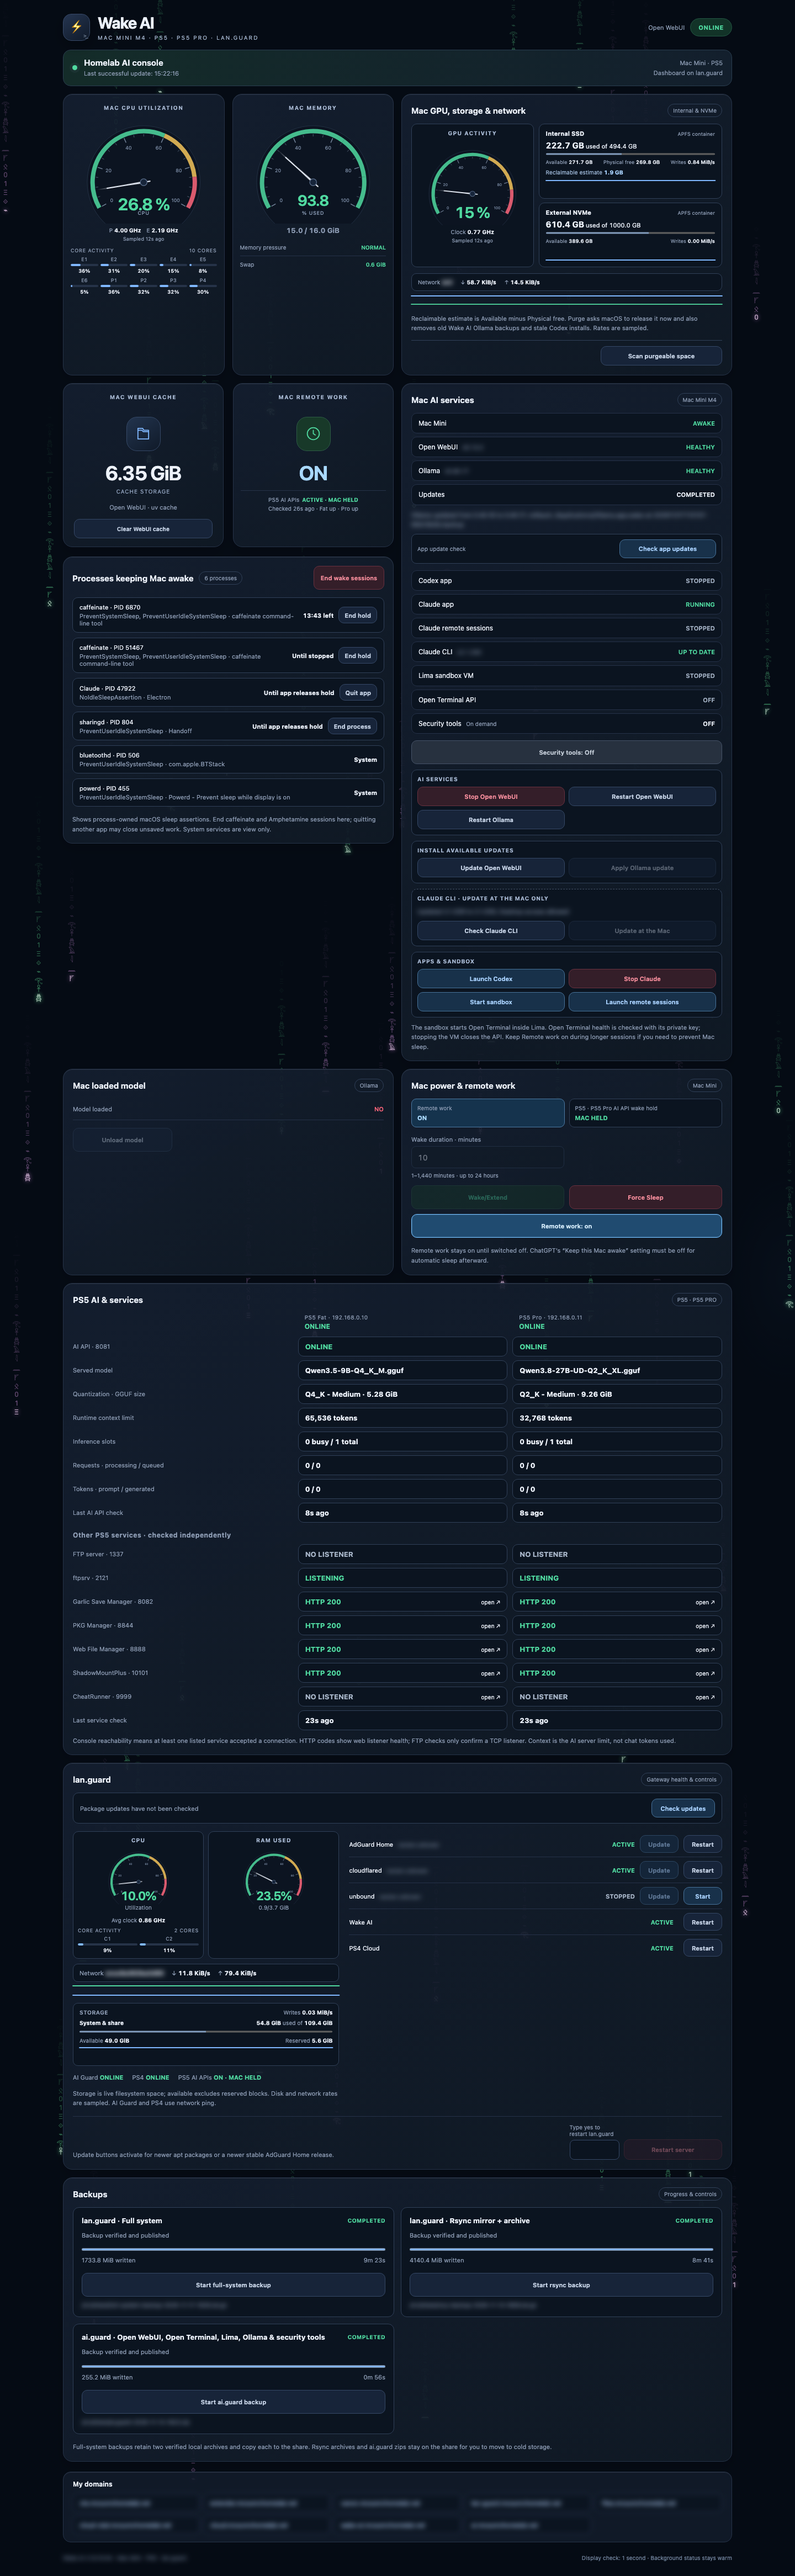 Wake AI
MAC MINI M4 · PS5 · PS5 PRO · LAN.GUARD
Open WebUI ONLINE
Homelab AI console
Last successful update: 15:22:16
Mac Mini · PS5
Dashboard on lan.guard
MAC CPU UTILIZATION
0 20 40 60 80 100
26.8 %
CPU
P 4.00 GHz E 2.19 GHz
Sampled 12s ago
CORE ACTIVITY 10 CORES
E1 E2 E3 E4 E5
36% 31% 20% 15% 8%
E6 P1 P2 P3 P4
5% 36% 32% 32% 30%
MAC MEMORY
0 20 40 60 80 100
93.8
% USED
15.0 / 16.0 GiB
Memory pressure NORMAL
Swap 0.6 GiB
Mac GPU, storage & network
Internal & NVMe
GPU ACTIVITY
0 20 40 60 80 100
15 %
Clock 0.77 GHz
Sampled 12s ago
Internal SSD APFS container
222.7 GB used of 494.4 GB
Available 271.7 GB Physical free 269.8 GB Writes 0.84 MiB/s
Reclaimable estimate 1.9 GB
External NVMe APFS container
610.4 GB used of 1000.0 GB
Available 389.6 GB Writes 0.00 MiB/s
Network ↓ 58.7 KiB/s ↑ 14.5 KiB/s
Reclaimable estimate is Available minus Physical free. Purge asks macOS to release it now and also
removes old Wake AI Ollama backups and stale Codex installs. Rates are sampled.
Scan purgeable space
MAC WEBUI CACHE
6.35 GiB
CACHE STORAGE
Open WebUI · uv cache
Clear WebUI cache
MAC REMOTE WORK
ON
PS5 AI APIs ACTIVE · MAC HELD
Checked 26s ago · Fat up · Pro up
Mac AI services
Mac Mini M4
Mac Mini AWAKE
Open WebUI HEALTHY
Ollama HEALTHY
Updates COMPLETED
App update check Check app updates
Codex app STOPPED
Claude app RUNNING
Claude remote sessions STOPPED
Claude CLI UP TO DATE
Lima sandbox VM STOPPED
Open Terminal API OFF
Security tools On demand OFF
Security tools: Off
AI SERVICES
Stop Open WebUI Restart Open WebUI
Restart Ollama
INSTALL AVAILABLE UPDATES
Update Open WebUI Apply Ollama update
CLAUDE CLI · UPDATE AT THE MAC ONLY
Check Claude CLI Update at the Mac
APPS & SANDBOX
Launch Codex Stop Claude
Start sandbox Launch remote sessions
The sandbox starts Open Terminal inside Lima. Open Terminal health is checked with its private key;
stopping the VM closes the API. Keep Remote work on during longer sessions if you need to prevent Mac
sleep.
Processes keeping Mac awake 6 processes End wake sessions
caffeinate · PID 6870
PreventSystemSleep, PreventUserIdleSystemSleep · caffeinate command-
line tool
13:43 left End hold
caffeinate · PID 51467
PreventSystemSleep, PreventUserIdleSystemSleep · caffeinate
command-line tool
Until stopped End hold
Claude · PID 47922
NoIdleSleepAssertion · Electron
Until app releases hold Quit app
sharingd · PID 804
PreventUserIdleSystemSleep · Handoff
Until app releases hold End process
bluetoothd · PID 506
PreventUserIdleSystemSleep · com.apple.BTStack
System
powerd · PID 455
PreventUserIdleSystemSleep · Powerd - Prevent sleep while display is on
System
Shows process-owned macOS sleep assertions. End caffeinate and Amphetamine sessions here; quitting
another app may close unsaved work. System services are view only.
Mac loaded model
Ollama
Model loaded NO
Unload model
Mac power & remote work
Mac Mini
Remote work
ON
PS5 · PS5 Pro AI API wake hold
MAC HELD
Wake duration · minutes
10
1–1,440 minutes · up to 24 hours
Wake/Extend Force Sleep
Remote work: on
Remote work stays on until switched off. ChatGPT's "Keep this Mac awake" setting must be off for
automatic sleep afterward.
PS5 AI & services
PS5 · PS5 PRO
PS5 Fat · 192.168.0.10 PS5 Pro · 192.168.0.11
ONLINE ONLINE
AI API · 8081 ONLINE ONLINE
Served model Qwen3.5-9B-Q4_K_M.gguf Qwen3.8-27B-UD-Q2_K_XL.gguf
Quantization · GGUF size Q4_K - Medium · 5.28 GiB Q2_K - Medium · 9.26 GiB
Runtime context limit 65,536 tokens 32,768 tokens
Inference slots 0 busy / 1 total 0 busy / 1 total
Requests · processing / queued 0 / 0 0 / 0
Tokens · prompt / generated 0 / 0 0 / 0
Last AI API check 8s ago 8s ago
Other PS5 services · checked independently
FTP server · 1337 NO LISTENER NO LISTENER
ftpsrv · 2121 LISTENING LISTENING
Garlic Save Manager · 8082 HTTP 200 open ↗ HTTP 200 open ↗
PKG Manager · 8844 HTTP 200 open ↗ HTTP 200 open ↗
Web File Manager · 8888 HTTP 200 open ↗ HTTP 200 open ↗
ShadowMountPlus · 10101 HTTP 200 open ↗ HTTP 200 open ↗
CheatRunner · 9999 NO LISTENER open ↗ NO LISTENER open ↗
Last service check 23s ago 23s ago
Console reachability means at least one listed service accepted a connection. HTTP codes show web listener health; FTP checks only confirm a TCP listener. Context is the AI server limit, not chat tokens used.
lan.guard
Gateway health & controls
Package updates have not been checked Check updates
CPU
10.0%
Utilization
Avg clock 0.86 GHz
CORE ACTIVITY 2 CORES
C1 C2
9% 11%
RAM USED
23.5%
0.9/3.7 GiB
Network ↓ 11.8 KiB/s ↑ 79.4 KiB/s
STORAGE Writes 0.03 MiB/s
System & share 54.8 GiB used of 109.4 GiB
Available 49.0 GiB Reserved 5.6 GiB
AI Guard ONLINE PS4 ONLINE PS5 AI APIs ON · MAC HELD
Storage is live filesystem space; available excludes reserved blocks. Disk and network rates
are sampled. AI Guard and PS4 use network ping.
AdGuard Home ACTIVE Update Restart
cloudflared ACTIVE Update Restart
unbound STOPPED Update Start
Wake AI ACTIVE Restart
PS4 Cloud ACTIVE Restart
Type yes to
restart lan.guard
Update buttons activate for newer apt packages or a newer stable AdGuard Home release.
Restart server
Backups
Progress & controls
lan.guard · Full system COMPLETED
Backup verified and published
1733.8 MiB written 9m 23s
Start full-system backup
lan.guard · Rsync mirror + archive COMPLETED
Backup verified and published
4140.4 MiB written 8m 41s
Start rsync backup
ai.guard · Open WebUI, Open Terminal, Lima, Ollama & security tools COMPLETED
Backup verified and published
255.2 MiB written 0m 56s
Start ai.guard backup
Full-system backups retain two verified local archives and copy each to the share. Rsync archives and ai.guard zips stay on the share for you to move to cold storage.
My domains
Display check: 1 second · Background status stays warm